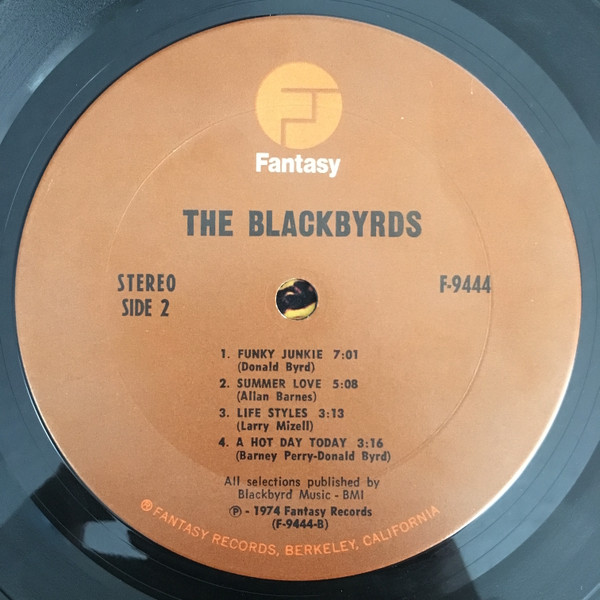 Fantasy
THE BLACKBYRDS
STEREO
SIDE 2
F-9444
1. FUNKY JUNKIE 7:01
(Donald Byrd)
2. SUMMER LOVE 5:08
(Allan Barnes)
3. LIFE STYLES 3:13
(Larry Mizell)
4. A HOT DAY TODAY 3:16
(Barney Perry-Donald Byrd)
All selections published by
Blackbyrd Music - BMI
℗ - 1974 Fantasy Records
(F-9444-B)
® FANTASY RECORDS, BERKELEY, CALIFORNIA